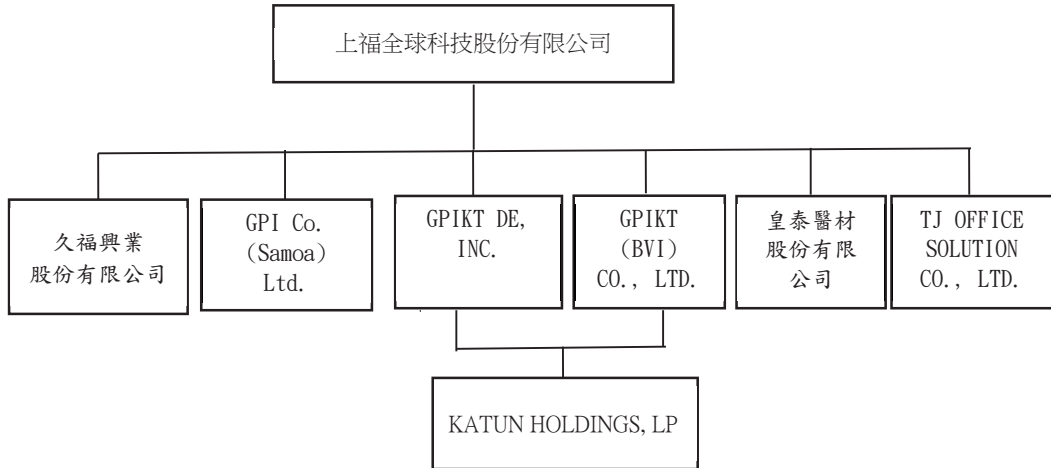 上福全球科技股份有限公司
久福興業
股份有限公司
GPI Co.
(Samoa)
Ltd.
GPIKT DE,
INC.
GPIKT
(BVI)
CO., LTD.
皇泰醫材
股份有限
公司
TJ OFFICE
SOLUTION
CO., LTD.
KATUN HOLDINGS, LP